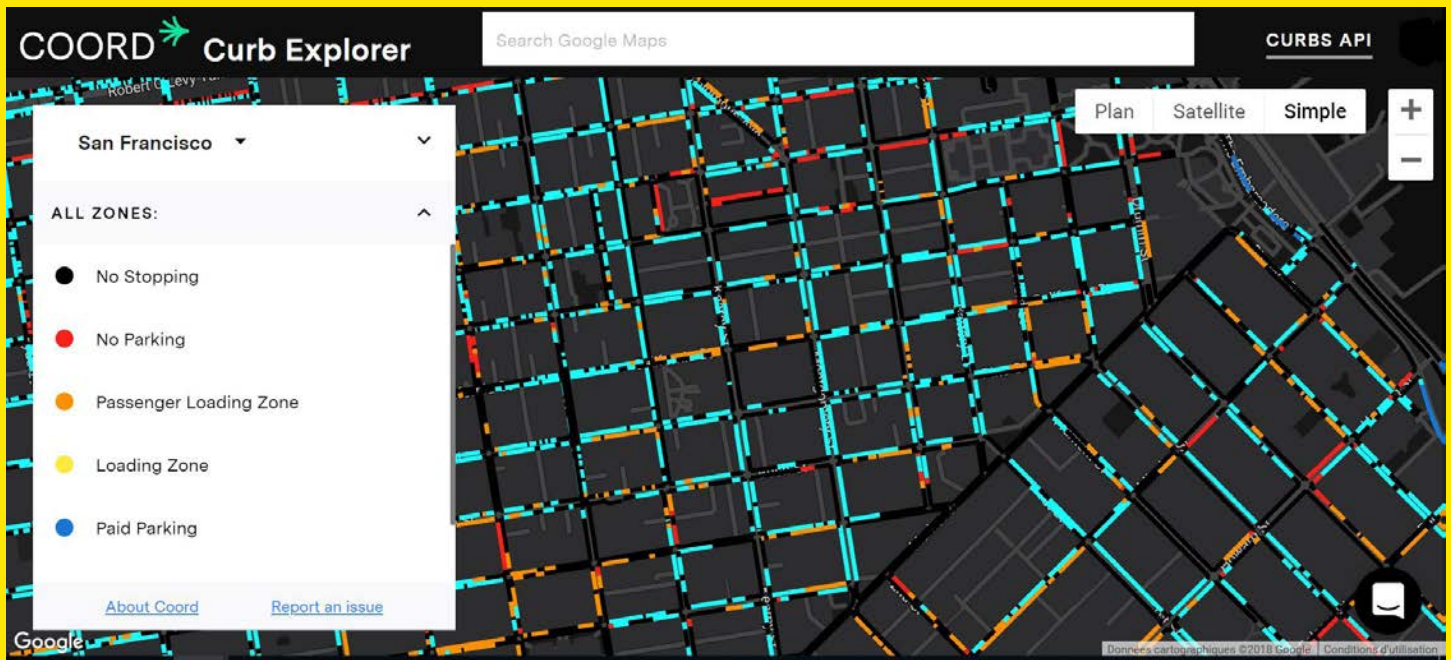 COORD Curb Explorer
Search Google Maps
CURBS API
Plan
Satellite
Simple
+
−
San Francisco
ALL ZONES:
No Stopping
No Parking
Passenger Loading Zone
Loading Zone
Paid Parking
About Coord
Report an issue
Google
Données cartographiques ©2018 Google
Conditions d'utilisation